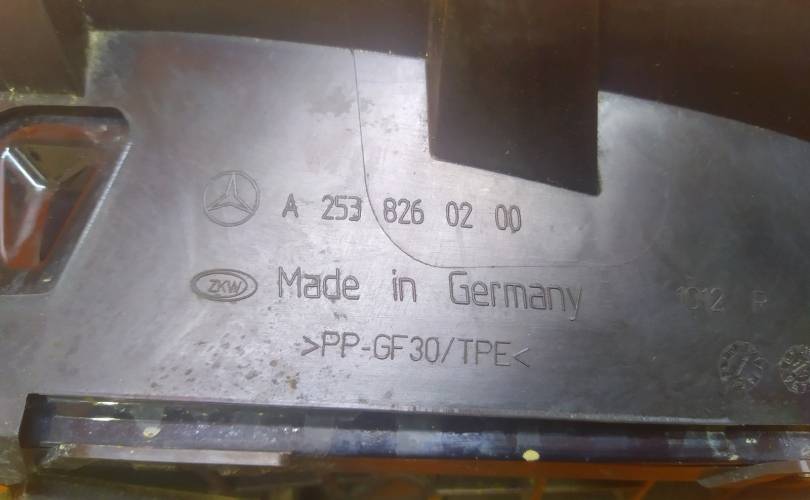 A 253 826 02 00
ZKW Made in Germany
>PP-GF30/TPE<